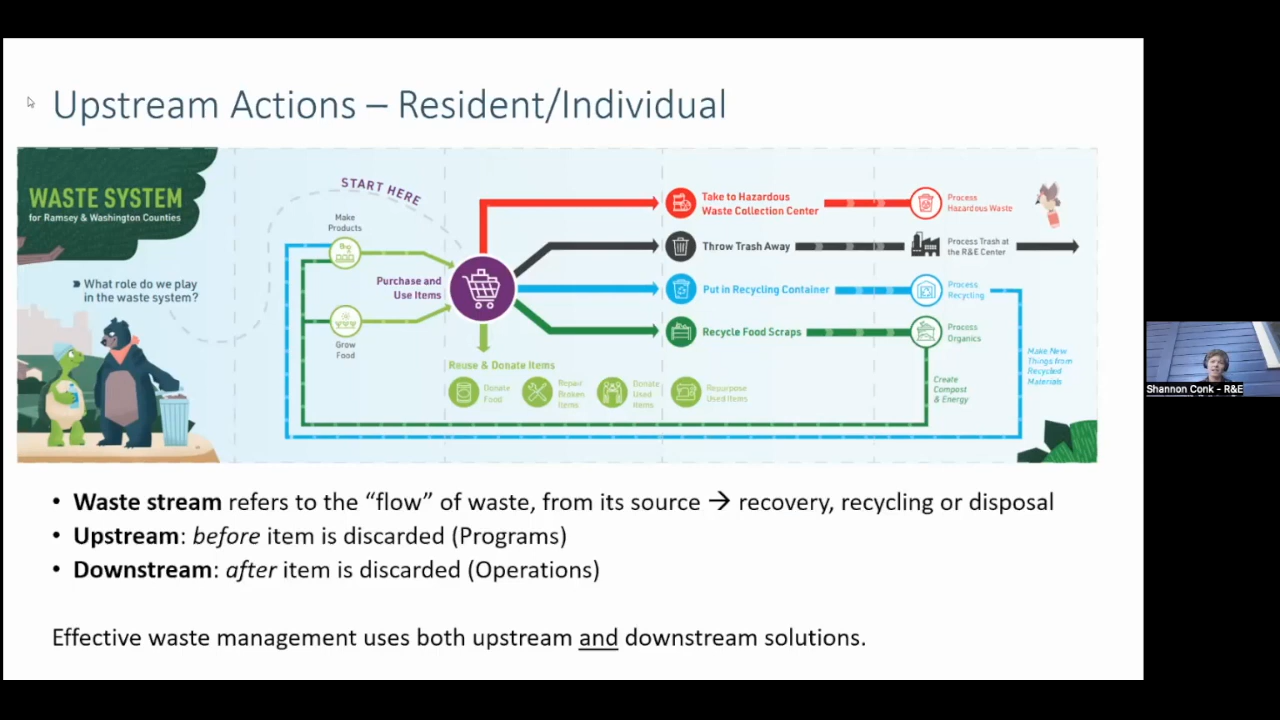 Upstream Actions – Resident/Individual
WASTE SYSTEM
for Ramsey & Washington Counties
What role do we play
in the waste system?
START HERE
Make
Products
Grow
Food
Purchase and
Use Items
Take to Hazardous
Waste Collection Center
Process
Hazardous Waste
Throw Trash Away
Process Trash at
the R&E Center
Put in Recycling Container
Process
Recycling
Recycle Food Scraps
Process
Organics
Reuse & Donate Items
Donate
Food
Repair
Broken
Items
Donate
Used
Items
Repurpose
Used Items
Create
Compost
& Energy
Make New
Things from
Recycled
Materials
• Waste stream refers to the “flow” of waste, from its source → recovery, recycling or disposal
• Upstream: before item is discarded (Programs)
• Downstream: after item is discarded (Operations)
Effective waste management uses both upstream and downstream solutions.
Shannon Conk - R&E